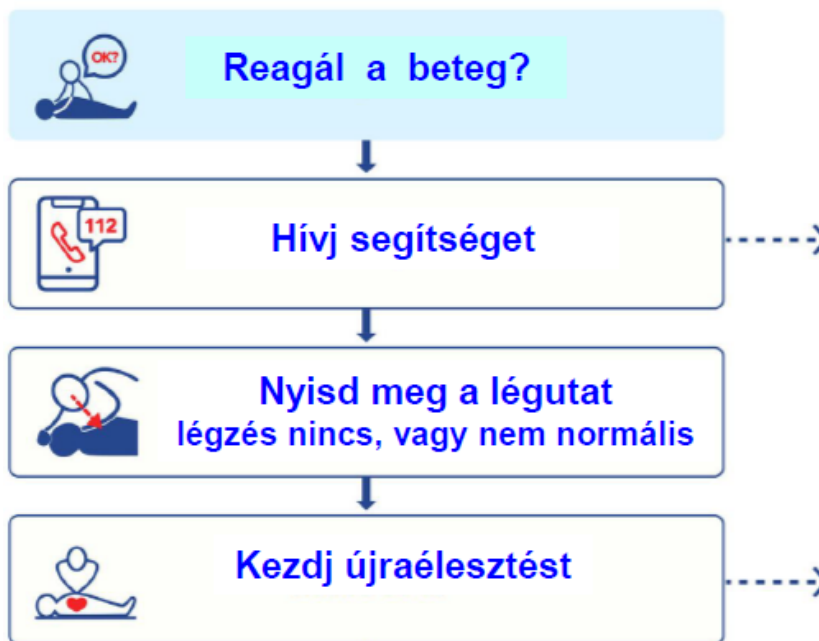 OK?
Reagál a beteg?
112
Hívj segítséget
Nyisd meg a légutat
légzés nincs, vagy nem normális
Kezdj újraélesztést